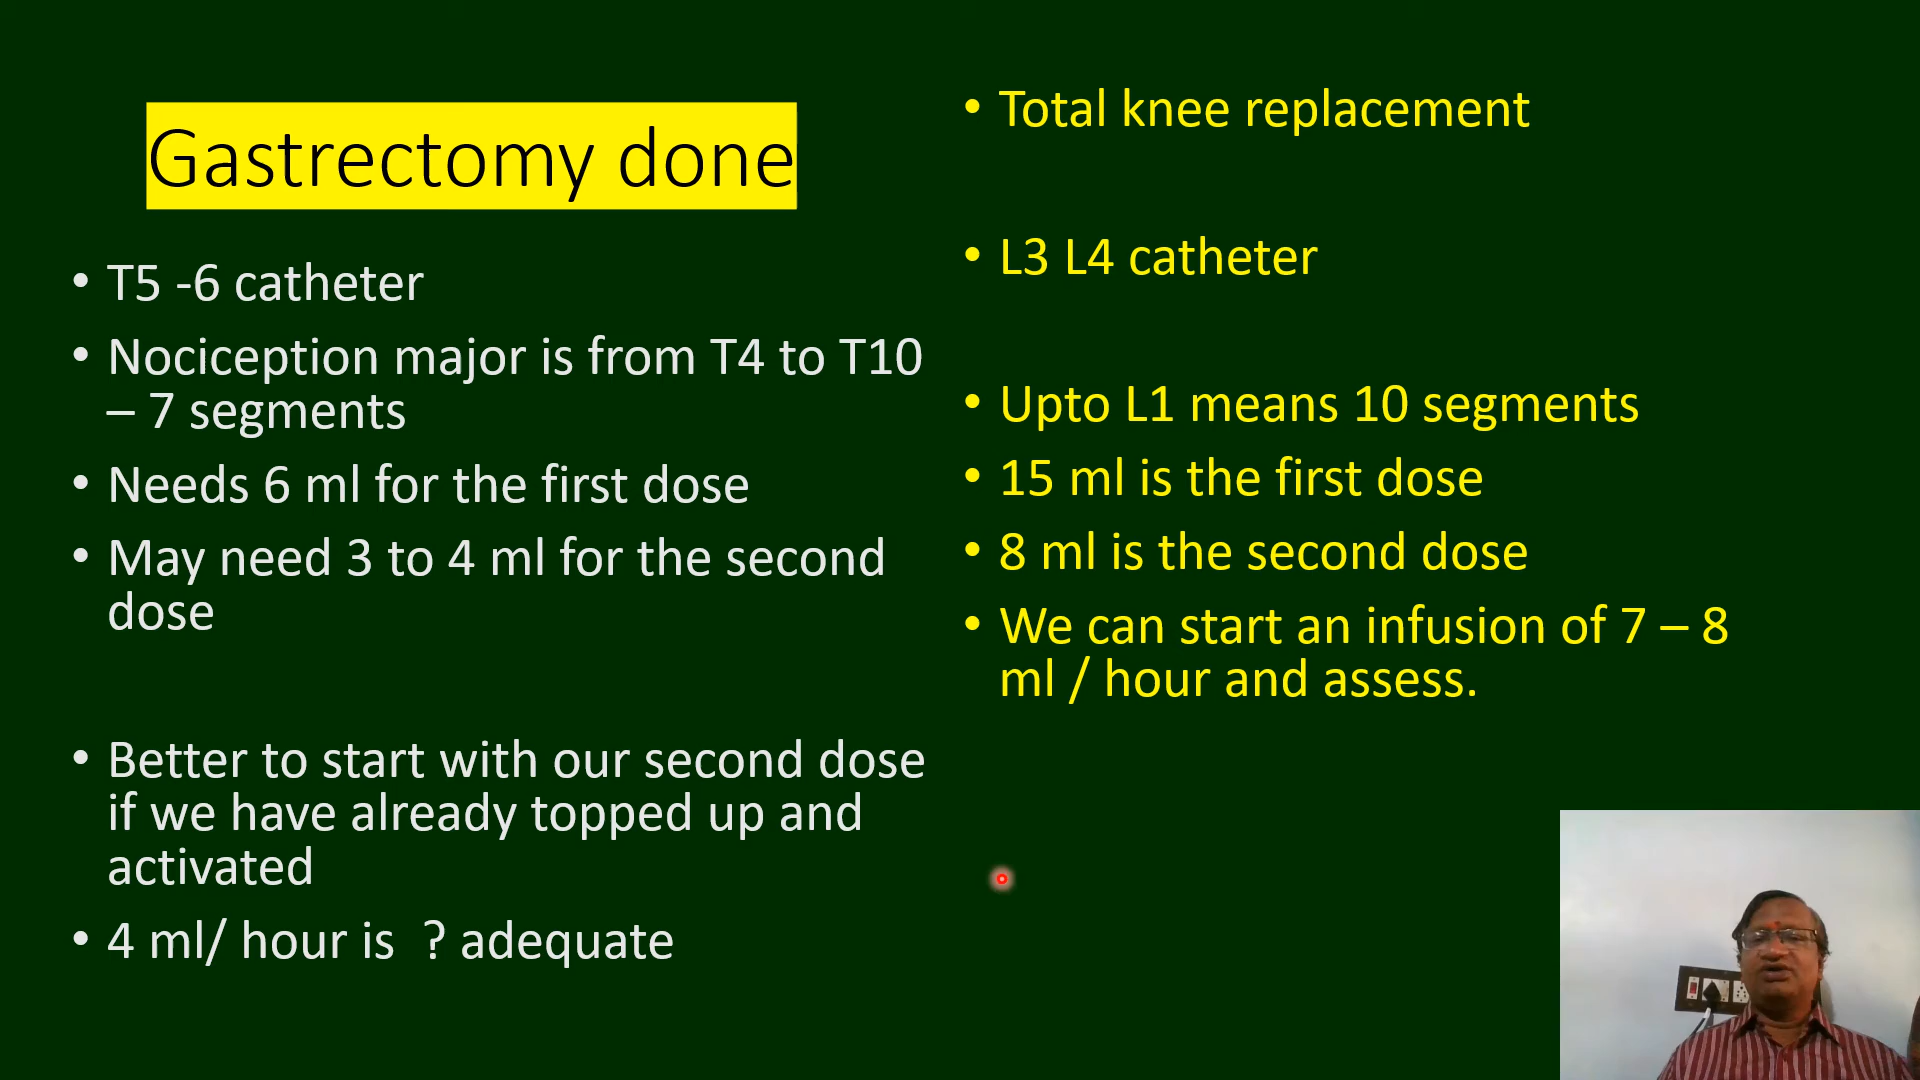 Gastrectomy done
• T5 -6 catheter
• Nociception major is from T4 to T10
– 7 segments
• Needs 6 ml for the first dose
• May need 3 to 4 ml for the second
dose
• Better to start with our second dose
if we have already topped up and
activated
• 4 ml/ hour is  ? adequate
• Total knee replacement
• L3 L4 catheter
• Upto L1 means 10 segments
• 15 ml is the first dose
• 8 ml is the second dose
• We can start an infusion of 7 – 8
ml / hour and assess.